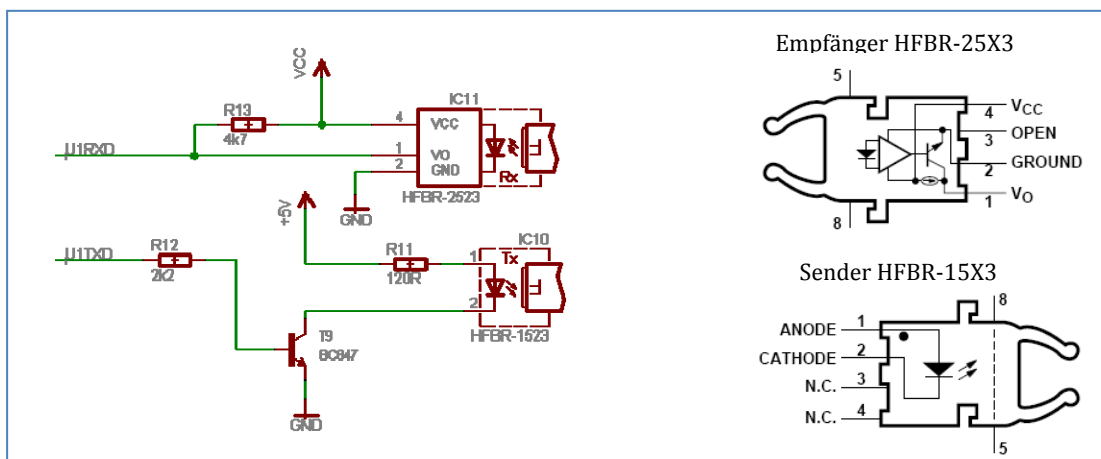 VCC
R13
4k7
µ1RXD
IC11
4
VCC
1
VO
2
GND
Rx
HFBR-2523
GND
+5V
µ1TXD
R12
2k2
R11
120R
IC10
1
Tx
2
HFBR-1523
T9
BC847
GND
Empfänger HFBR-25X3
5
VCC
4
OPEN
3
GROUND
2
VO
1
8
Sender HFBR-15X3
8
ANODE
1
CATHODE
2
N.C.
3
N.C.
4
5